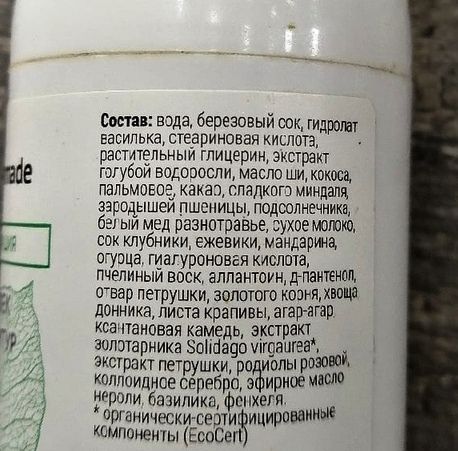 Состав: вода, березовый сок, гидролат
василька, стеариновая кислота,
растительный глицерин, экстракт
голубой водоросли, масло ши, кокоса,
пальмовое, какао, сладкого миндаля,
зародышей пшеницы, подсолнечника,
белый мед разнотравье, сухое молоко,
сок клубники, ежевики, мандарина,
огурца, гиалуроновая кислота,
пчелиный воск, аллантоин, д-пантенол,
отвар петрушки, золотого корня, хвоща
донника, листа крапивы, агар-агар
ксантановая камедь, экстракт
золотарника Solidago virgaurea*,
экстракт петрушки, родиолы розовой,
коллоидное серебро, эфирное масло
нероли, базилика, фенхеля.
* органически-сертифицированные
компоненты (EcoCert)